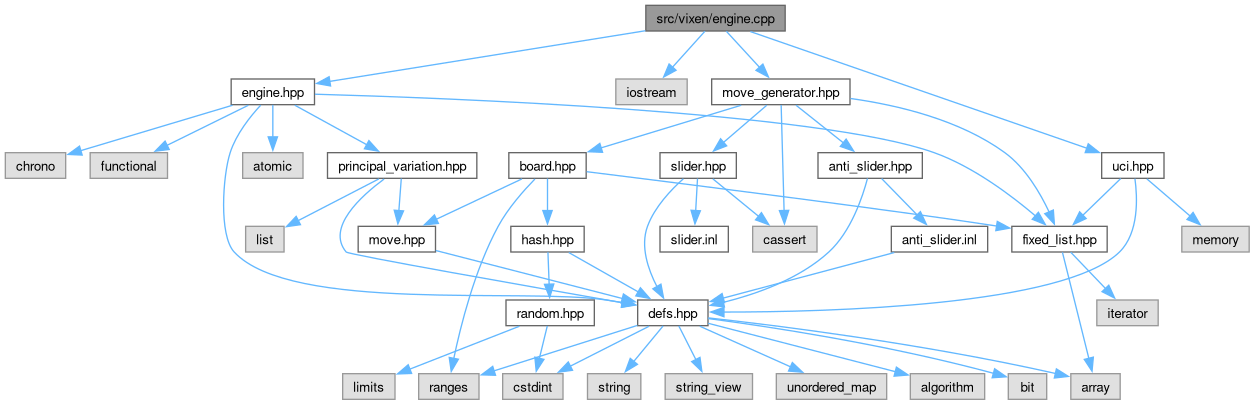 src/vixen/engine.cpp
engine.hpp
iostream
move_generator.hpp
chrono
functional
atomic
principal_variation.hpp
board.hpp
slider.hpp
anti_slider.hpp
uci.hpp
list
move.hpp
hash.hpp
slider.inl
cassert
anti_slider.inl
fixed_list.hpp
memory
random.hpp
defs.hpp
iterator
limits
ranges
cstdint
string
string_view
unordered_map
algorithm
bit
array